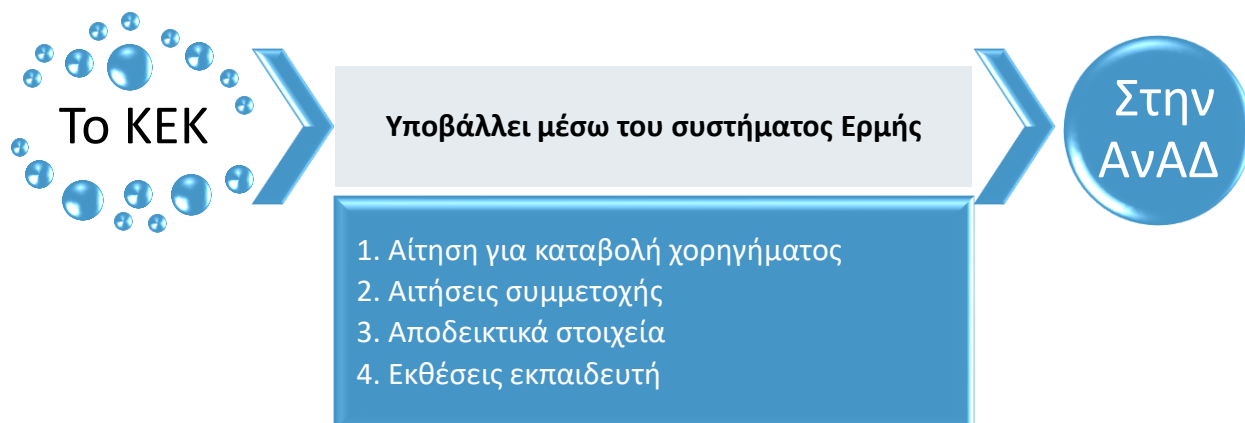 Το ΚΕΚ
Υποβάλλει μέσω του συστήματος Ερμής
1. Αίτηση για καταβολή χορηγήματος
2. Αιτήσεις συμμετοχής
3. Αποδεικτικά στοιχεία
4. Εκθέσεις εκπαιδευτή
Στην
ΑνΑΔ